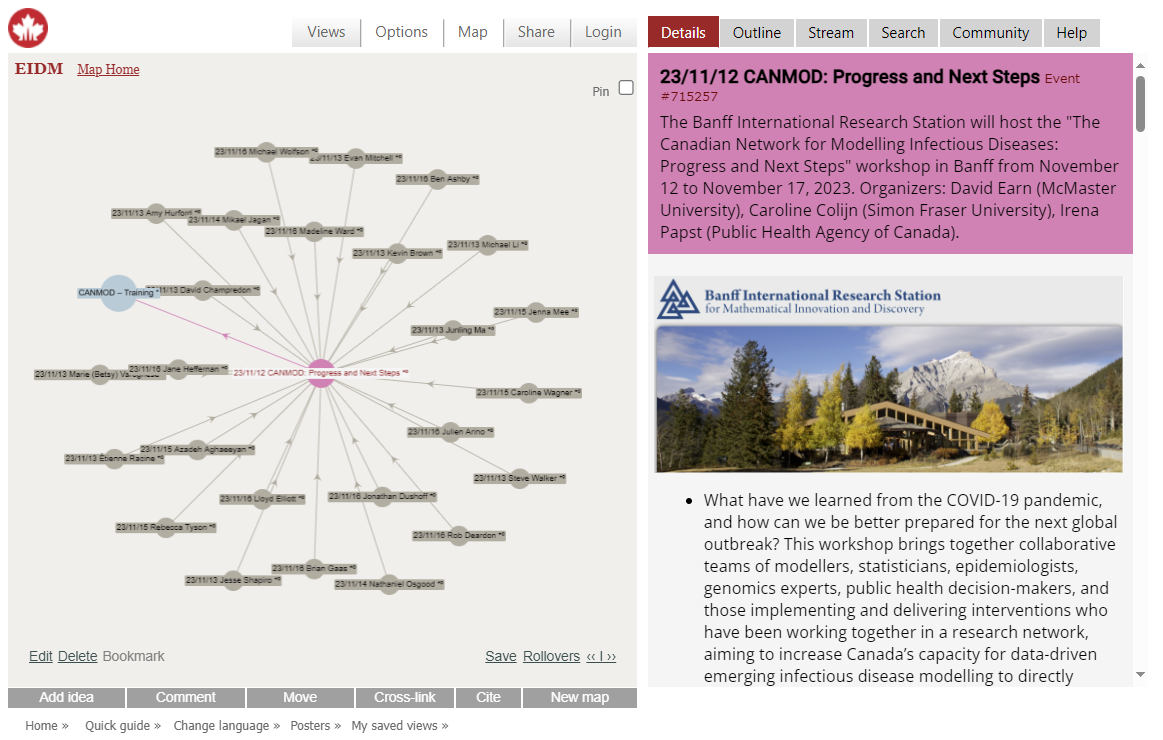 Views Options Map Share Login
Details Outline Stream Search Community Help
EIDM Map Home
Pin
23/11/16 Michael Wolfson
23/11/13 Evan Mitchell
23/11/16 Ben Ashby
23/11/13 Amy Hurford
23/11/14 Mikael Jagan
23/11/16 Madeline Ward
23/11/13 Kevin Brown
23/11/13 Michael Li
CANMOD – Training
/11/13 David Champredon
23/11/15 Jenna Mee
23/11/13 Junling Ma
23/11/13 Marie (Betsy)
23/11/16 Jane Heffernan
23/11/12 CANMOD: Progress and Next Steps
23/11/15 Caroline Wagner
23/11/16 Julien Arino
23/11/13 Étienne Racine
23/11/15 Azadeh Aghaeeyan
23/11/13 Steve Walker
23/11/16 Lloyd Elliott
23/11/16 Jonathan Dushoff
23/11/15 Rebecca Tyson
23/11/16 Rob Deardon
23/11/13 Jesse Shapiro
23/11/16 Brian Gaas
23/11/14 Nathaniel Osgood
Edit Delete Bookmark
Save Rollovers ‹‹ | ››
Add idea Comment Move Cross-link Cite New map
Home » Quick guide » Change language » Posters » My saved views »
23/11/12 CANMOD: Progress and Next Steps Event
#715257
The Banff International Research Station will host the "The
Canadian Network for Modelling Infectious Diseases:
Progress and Next Steps" workshop in Banff from November
12 to November 17, 2023. Organizers: David Earn (McMaster
University), Caroline Colijn (Simon Fraser University), Irena
Papst (Public Health Agency of Canada).
Banff International Research Station
for Mathematical Innovation and Discovery
• What have we learned from the COVID-19 pandemic,
and how can we be better prepared for the next global
outbreak? This workshop brings together collaborative
teams of modellers, statisticians, epidemiologists,
genomics experts, public health decision-makers, and
those implementing and delivering interventions who
have been working together in a research network,
aiming to increase Canada’s capacity for data-driven
emerging infectious disease modelling to directly